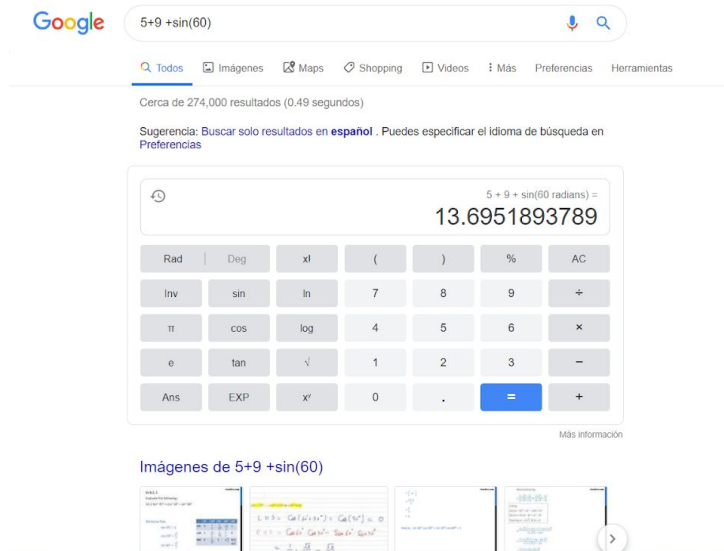 Google
5+9 +sin(60)
Todos Imágenes Maps Shopping Videos Más Preferencias Herramientas
Cerca de 274,000 resultados (0.49 segundos)
Sugerencia: Buscar solo resultados en español . Puedes especificar el idioma de búsqueda en
Preferencias
5 + 9 + sin(60 radians) =
13.6951893789
Rad | Deg x! ( ) % AC
Inv sin ln 7 8 9 ÷
π cos log 4 5 6 ×
e tan √ 1 2 3 −
Ans EXP xʸ 0 . = +
Más información
Imágenes de 5+9 +sin(60)